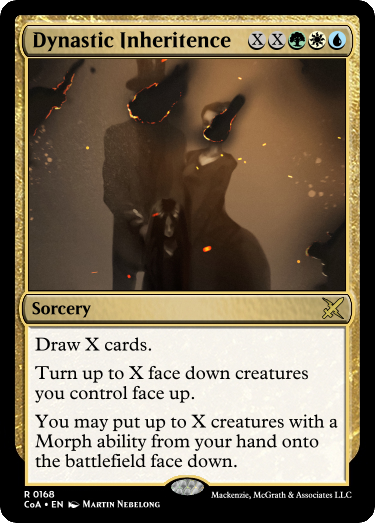 Dynastic Inheritence XX
Sorcery
Draw X cards.
Turn up to X face down creatures
you control face up.
You may put up to X creatures with a
Morph ability from your hand onto
the battlefield face down.
R 0168
CoA • EN Martin Nebelong
Mackenzie, McGrath & Associates LLC